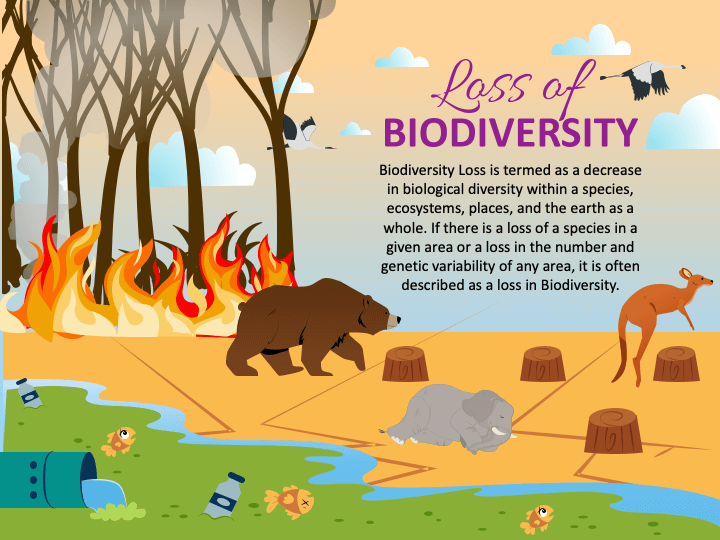 Loss of
BIODIVERSITY
Biodiversity Loss is termed as a decrease
in biological diversity within a species,
ecosystems, places, and the earth as a
whole. If there is a loss of a species in a
given area or a loss in the number and
genetic variability of any area, it is often
described as a loss in Biodiversity.